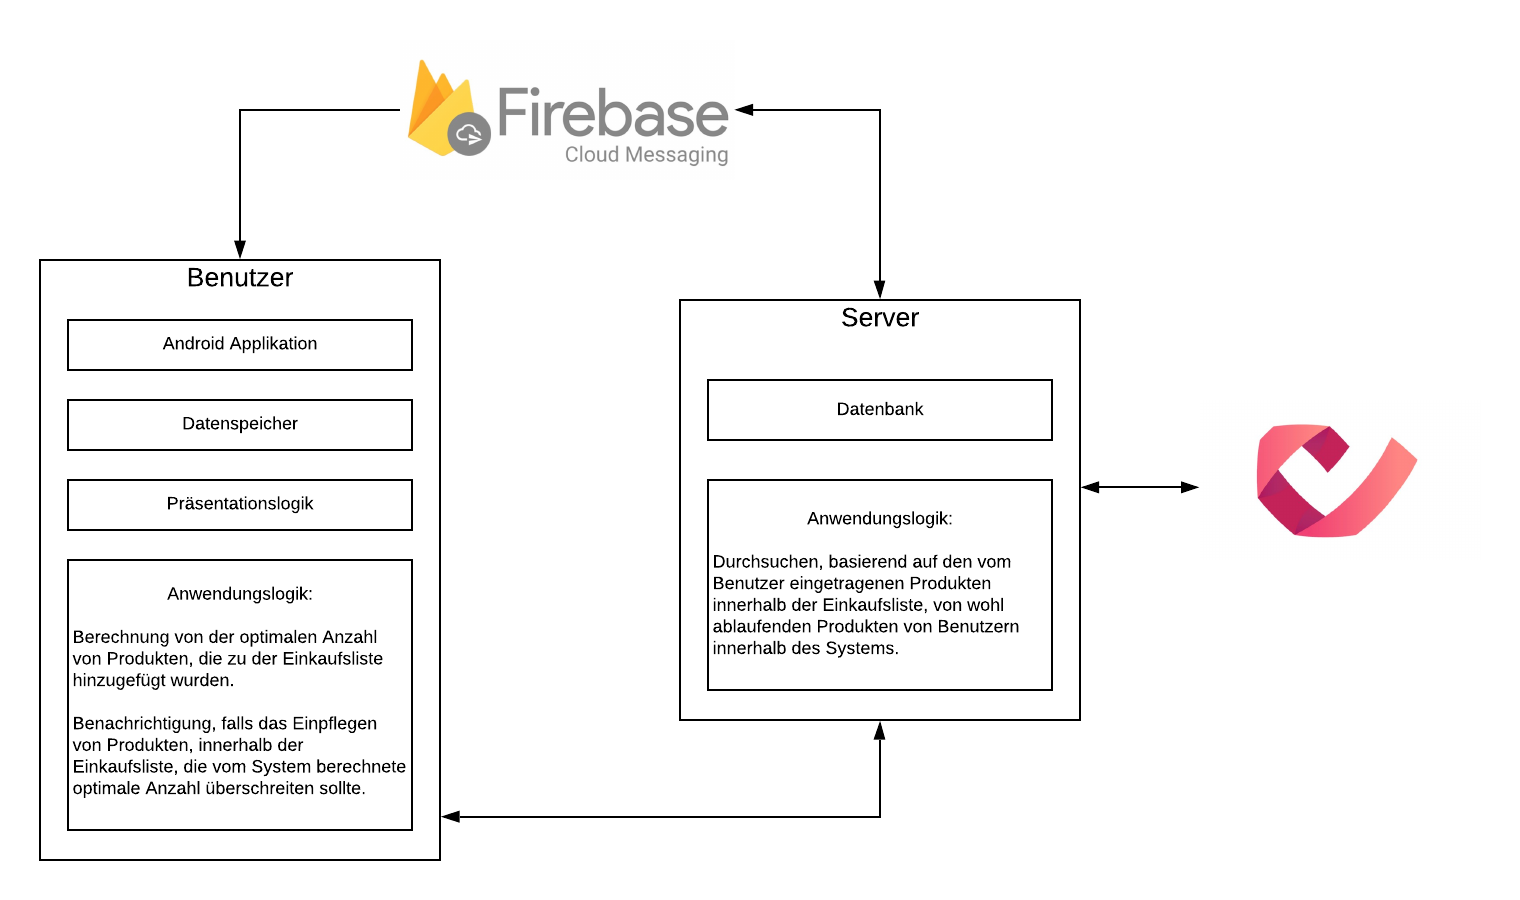 Firebase
Cloud Messaging
Benutzer
Android Applikation
Datenspeicher
Präsentationslogik
Anwendungslogik:
Berechnung von der optimalen Anzahl
von Produkten, die zu der Einkaufsliste
hinzugefügt wurden.
Benachrichtigung, falls das Einpflegen
von Produkten, innerhalb der
Einkaufsliste, die vom System berechnete
optimale Anzahl überschreiten sollte.
Server
Datenbank
Anwendungslogik:
Durchsuchen, basierend auf den vom
Benutzer eingetragenen Produkten
innerhalb der Einkaufsliste, von wohl
ablaufenden Produkten von Benutzern
innerhalb des Systems.